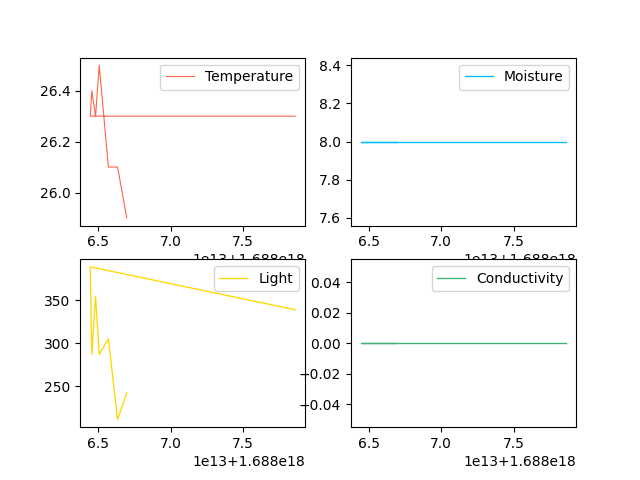 Temperature
26.4
26.2
26.0
6.5 7.0 7.5
1e13+1.688e18
Moisture
8.4
8.2
8.0
7.8
7.6
6.5 7.0 7.5
1e13+1.688e18
Light
350
300
250
6.5 7.0 7.5
1e13+1.688e18
Conductivity
0.04
0.02
0.00
−0.02
−0.04
6.5 7.0 7.5
1e13+1.688e18